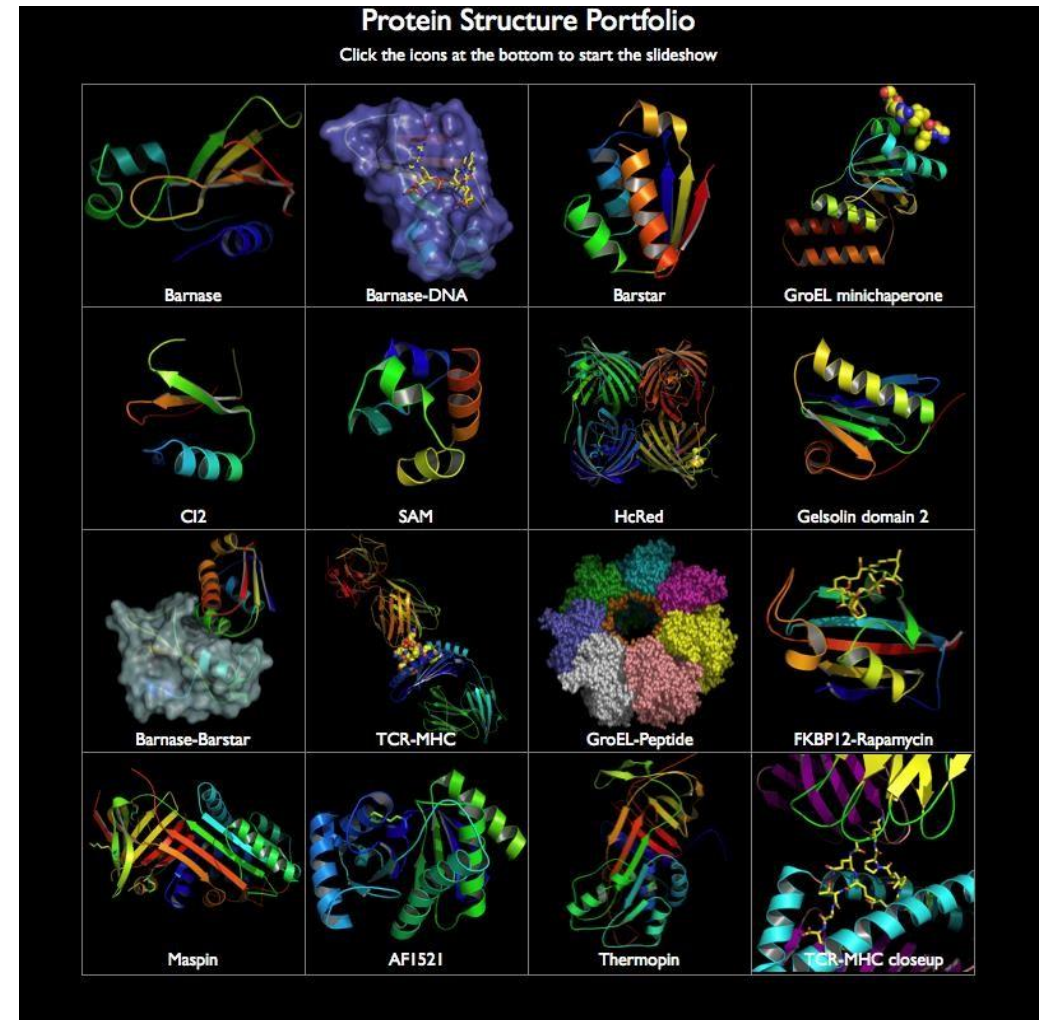 Protein Structure Portfolio
Click the icons at the bottom to start the slideshow
Barnase
Barnase-DNA
Barstar
GroEL minichaperone
CI2
SAM
HcRed
Gelsolin domain 2
Barnase-Barstar
TCR-MHC
GroEL-Peptide
FKBP12-Rapamycin
Maspin
AF1521
Thermopin
TCR-MHC closeup